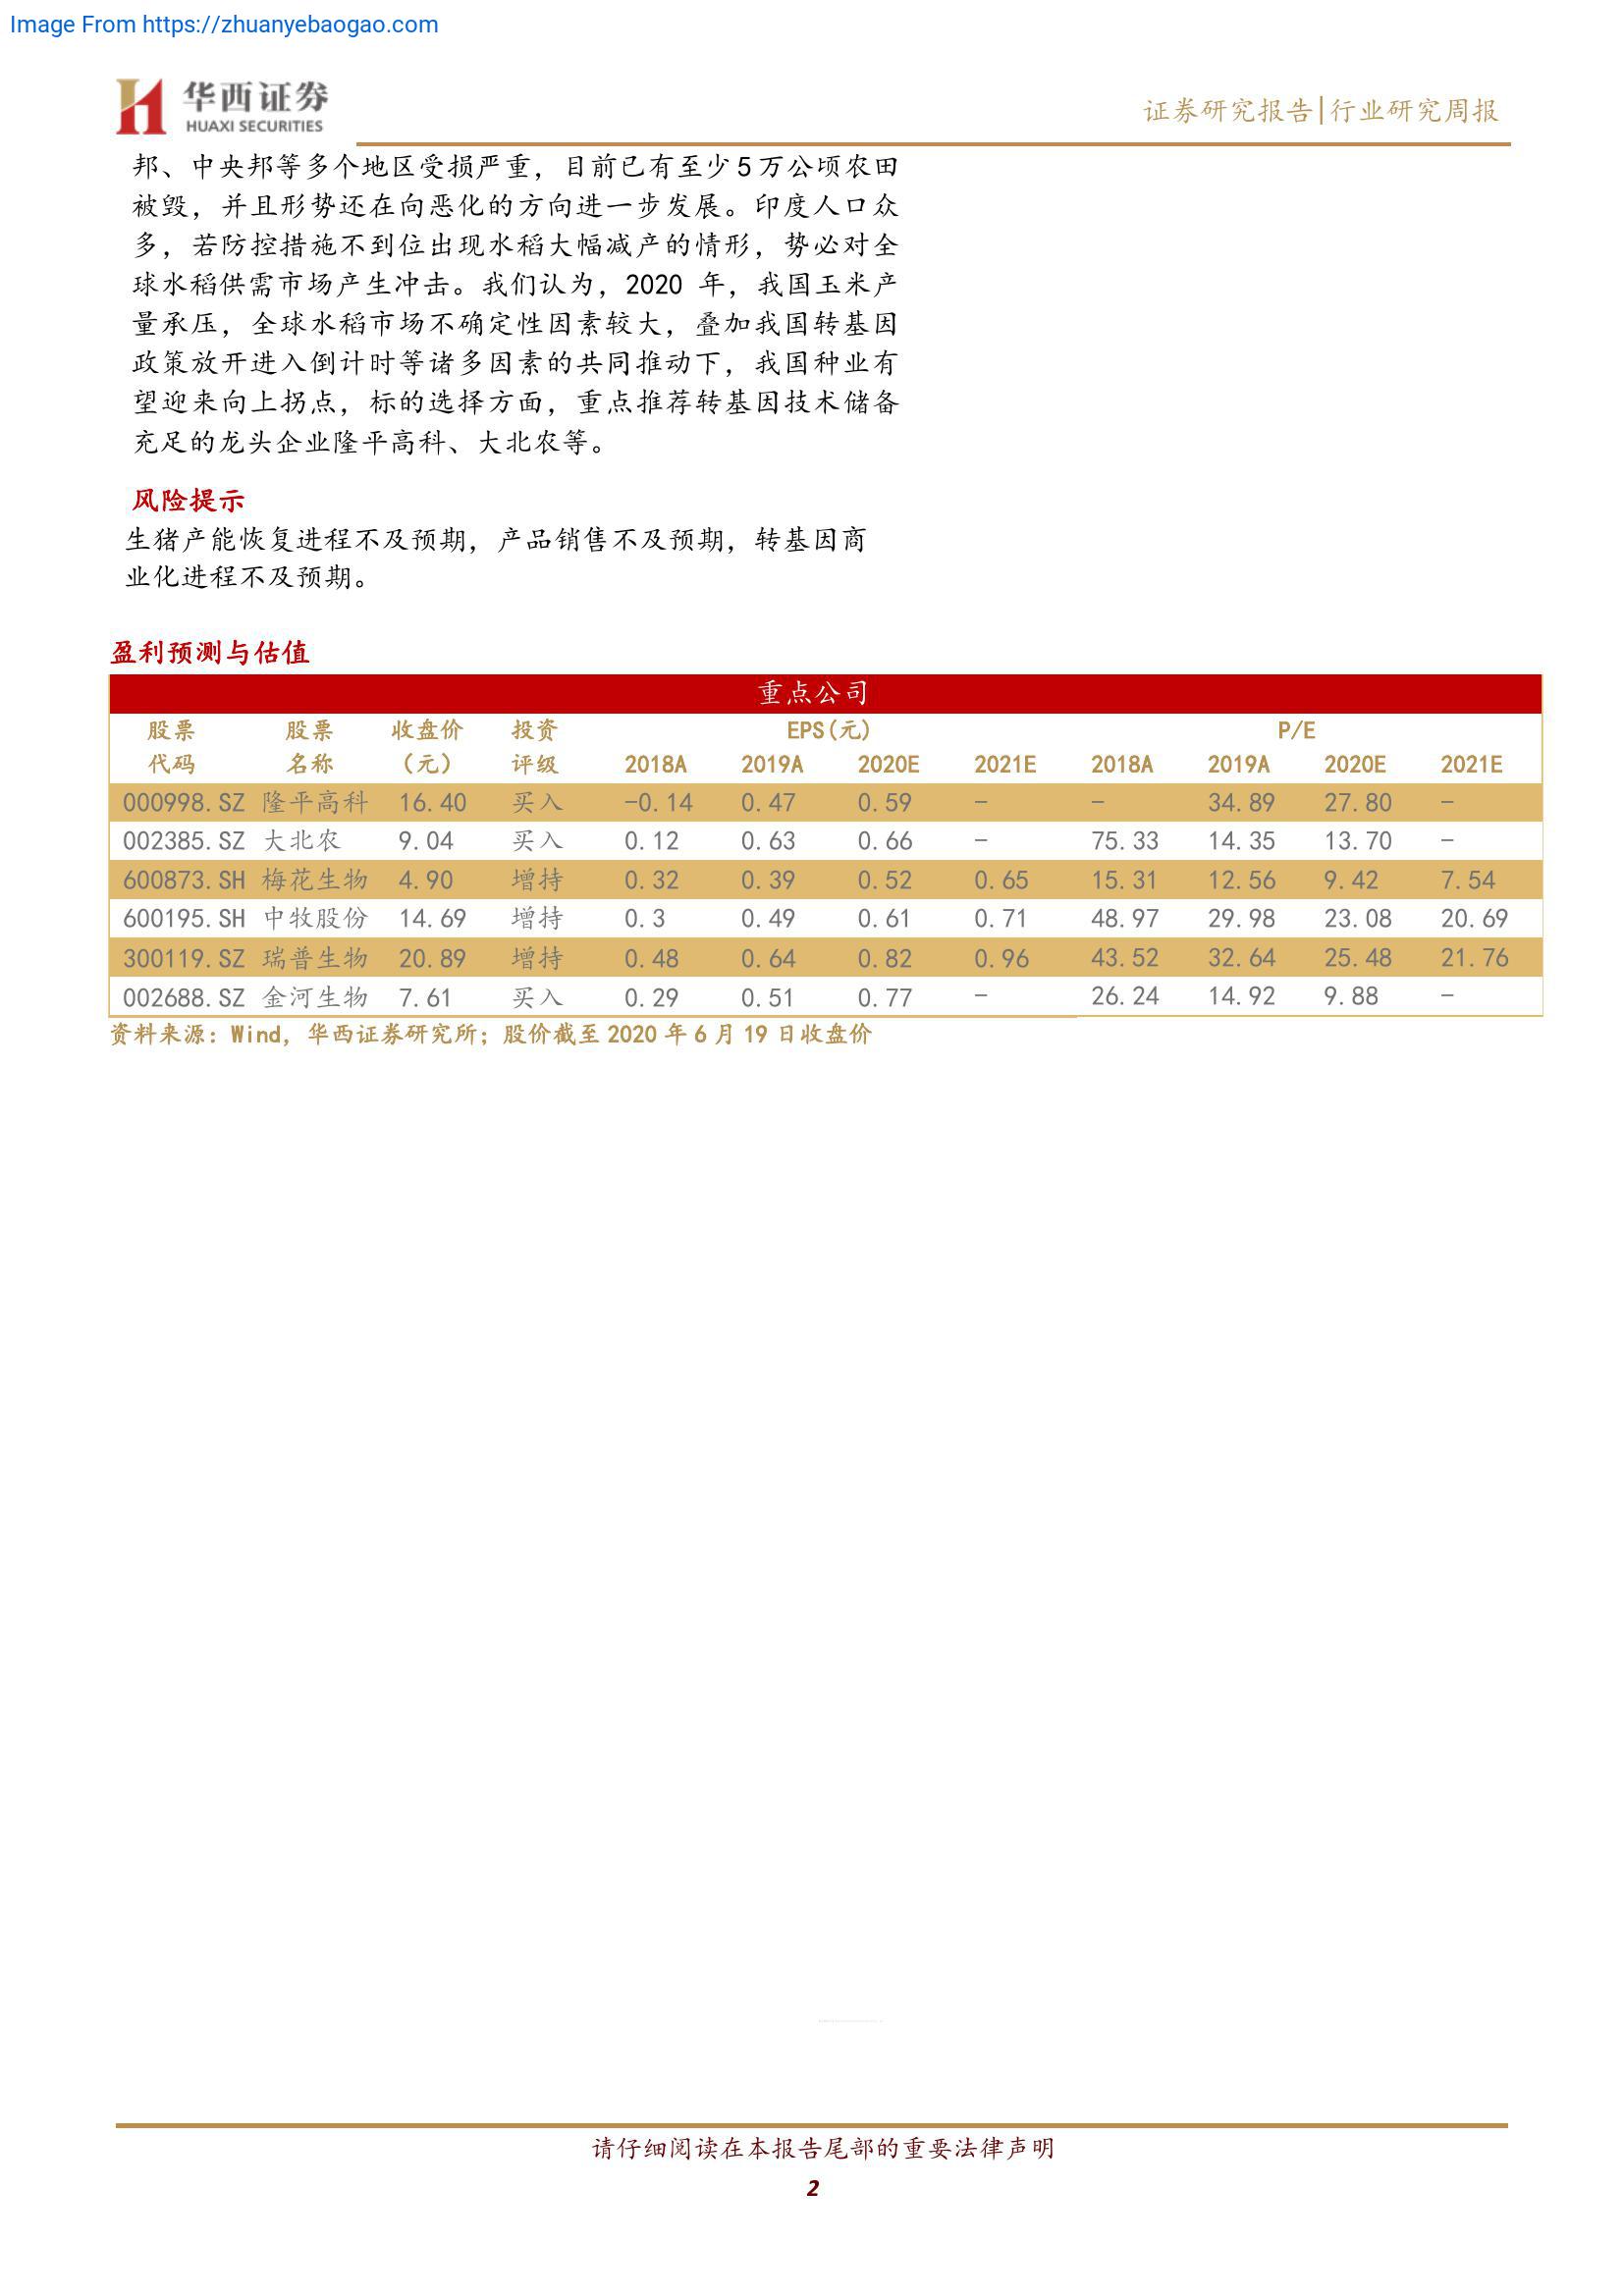 Image From https://zhuanyebaogao.com
华西证券
HUAXI SECURITIES
证券研究报告|行业研究周报
邦、中央邦等多个地区受损严重，目前已有至少5万公顷农田
被毁，并且形势还在向恶化的方向进一步发展。印度人口众
多，若防控措施不到位出现水稻大幅减产的情形，势必对全
球水稻供需市场产生冲击。我们认为，2020 年，我国玉米产
量承压，全球水稻市场不确定性因素较大，叠加我国转基因
政策放开进入倒计时等诸多因素的共同推动下，我国种业有
望迎来向上拐点，标的选择方面，重点推荐转基因技术储备
充足的龙头企业隆平高科、大北农等。
风险提示
生猪产能恢复进程不及预期，产品销售不及预期，转基因商
业化进程不及预期。
盈利预测与估值
重点公司
股票 股票 收盘价 投资 EPS(元) P/E
代码 名称 (元) 评级 2018A 2019A 2020E 2021E 2018A 2019A 2020E 2021E
000998.SZ 隆平高科 16.40 买入 -0.14 0.47 0.59 - - 34.89 27.80 -
002385.SZ 大北农 9.04 买入 0.12 0.63 0.66 - 75.33 14.35 13.70 -
600873.SH 梅花生物 4.90 增持 0.32 0.39 0.52 0.65 15.31 12.56 9.42 7.54
600195.SH 中牧股份 14.69 增持 0.3 0.49 0.61 0.71 48.97 29.98 23.08 20.69
300119.SZ 瑞普生物 20.89 增持 0.48 0.64 0.82 0.96 43.52 32.64 25.48 21.76
002688.SZ 金河生物 7.61 买入 0.29 0.51 0.77 - 26.24 14.92 9.88 -
资料来源：Wind，华西证券研究所；股价截至 2020 年 6 月 19 日收盘价
请仔细阅读在本报告尾部的重要法律声明
2